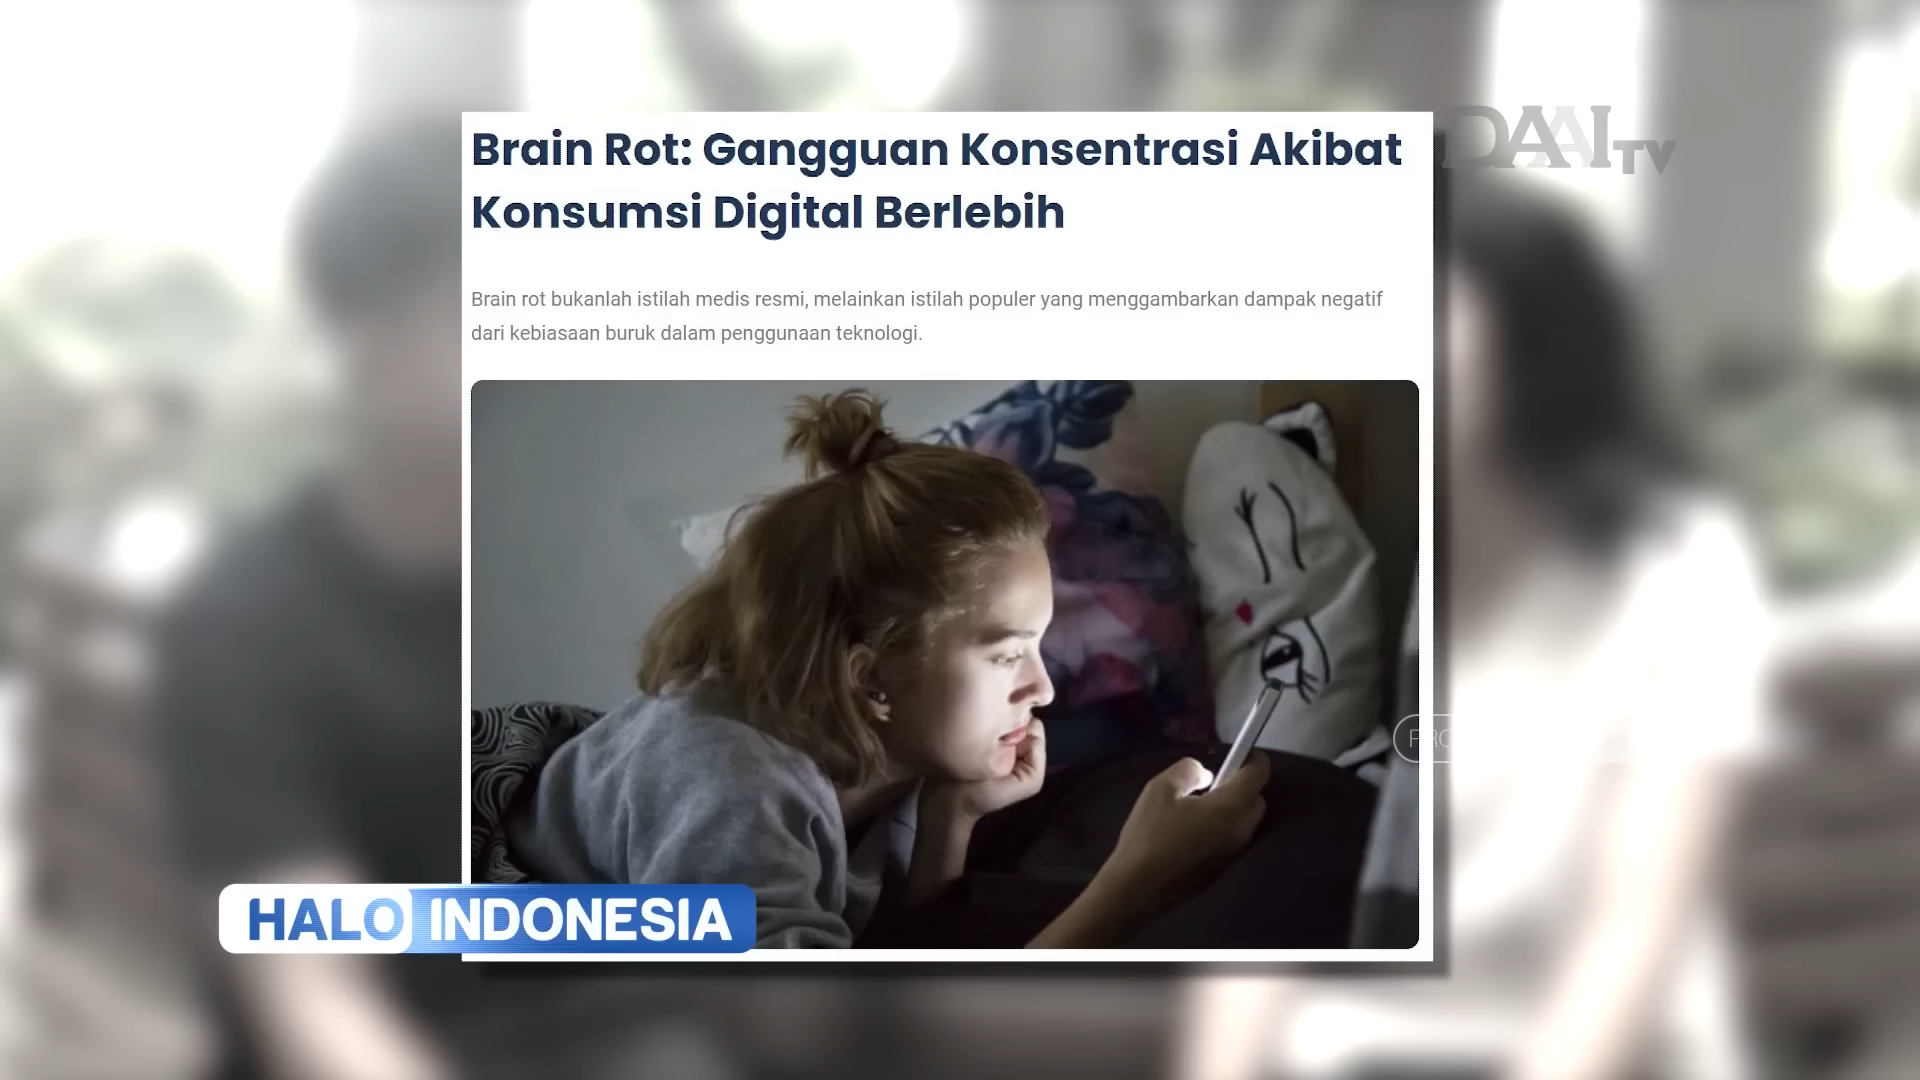 DAAI TV
Brain Rot: Gangguan Konsentrasi Akibat
Konsumsi Digital Berlebih
Brain rot bukanlah istilah medis resmi, melainkan istilah populer yang menggambarkan dampak negatif
dari kebiasaan buruk dalam penggunaan teknologi.
HALO INDONESIA